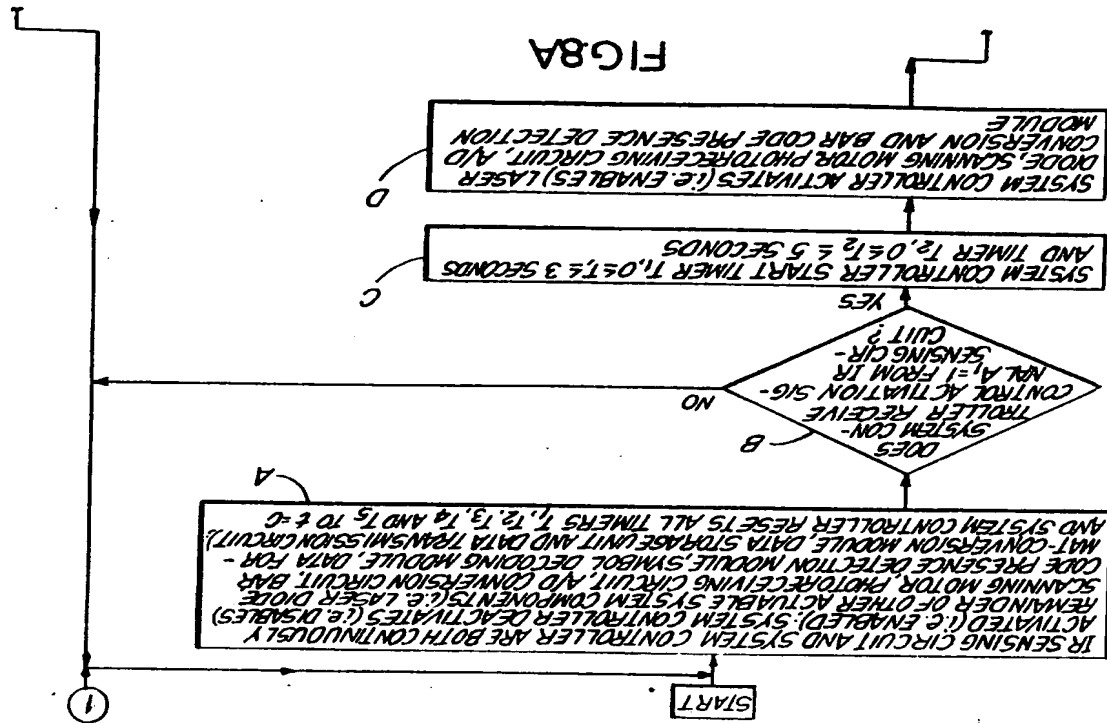 START
1
IR SENSING CIRCUIT AND SYSTEM CONTROLLER ARE BOTH CONTINUOUSLY
ACTIVATED (i.e. ENABLED); SYSTEM CONTROLLER DEACTIVATES (i.e. DISABLES)
REMAINDER OF OTHER ACTUABLE SYSTEM COMPONENTS (i.e. LASER DIODE
SCANNING MOTOR, PHOTORECEIVING CIRCUIT, A/D CONVERSION CIRCUIT, BAR
CODE PRESENCE DETECTION MODULE, SYMBOL DECODING MODULE, DATA FOR-
MAT-CONVERSION MODULE, DATA STORAGE UNIT AND DATA TRANSMISSION CIRCUIT),
AND SYSTEM CONTROLLER RESETS ALL TIMERS T1, T2, T3, T4 AND T5 TO t=0
A
DOES
SYSTEM CON-
TROLLER RECEIVE
CONTROL ACTIVATION SIG-
NAL A1=1 FROM IR
SENSING CIR-
CUIT?
B
NO
YES
SYSTEM CONTROLLER START TIMER T1, 0≤T1≤ 3 SECONDS
AND TIMER T2, 0≤T2 ≤ 5 SECONDS
C
SYSTEM CONTROLLER ACTIVATES (i.e. ENABLES) LASER
DIODE, SCANNING MOTOR, PHOTORECEIVING CIRCUIT, A/D
CONVERSION AND BAR CODE PRESENCE DETECTION
MODULE
D
FIG.8A